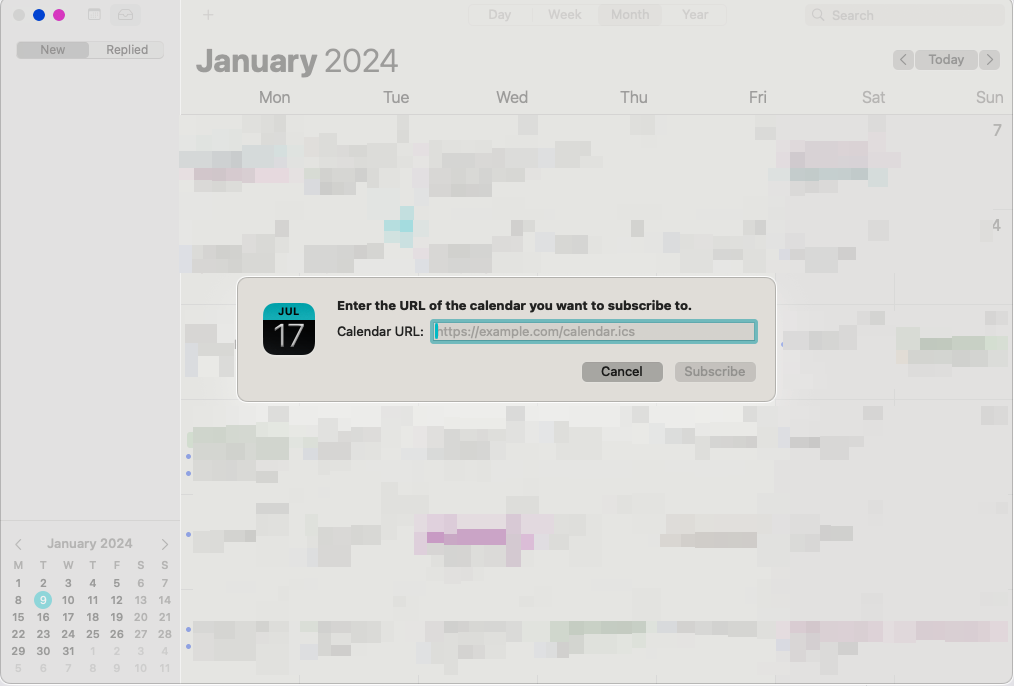 Day Week Month Year
Search
New Replied
January 2024
Today
Mon Tue Wed Thu Fri Sat Sun
7
4
Enter the URL of the calendar you want to subscribe to.
JUL
17
Calendar URL: https://example.com/calendar.ics
Cancel Subscribe
January 2024
M T W T F S S
1 2 3 4 5 6 7
8 9 10 11 12 13 14
15 16 17 18 19 20 21
22 23 24 25 26 27 28
29 30 31 1 2 3 4
5 6 7 8 9 10 11